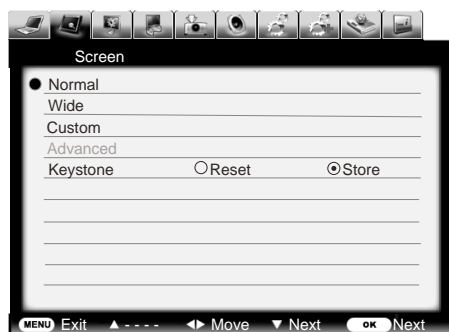 Screen
Normal
Wide
Custom
Advanced
Keystone Reset Store
MENU Exit ▲ - - - - ◀▶ Move ▼ Next OK Next